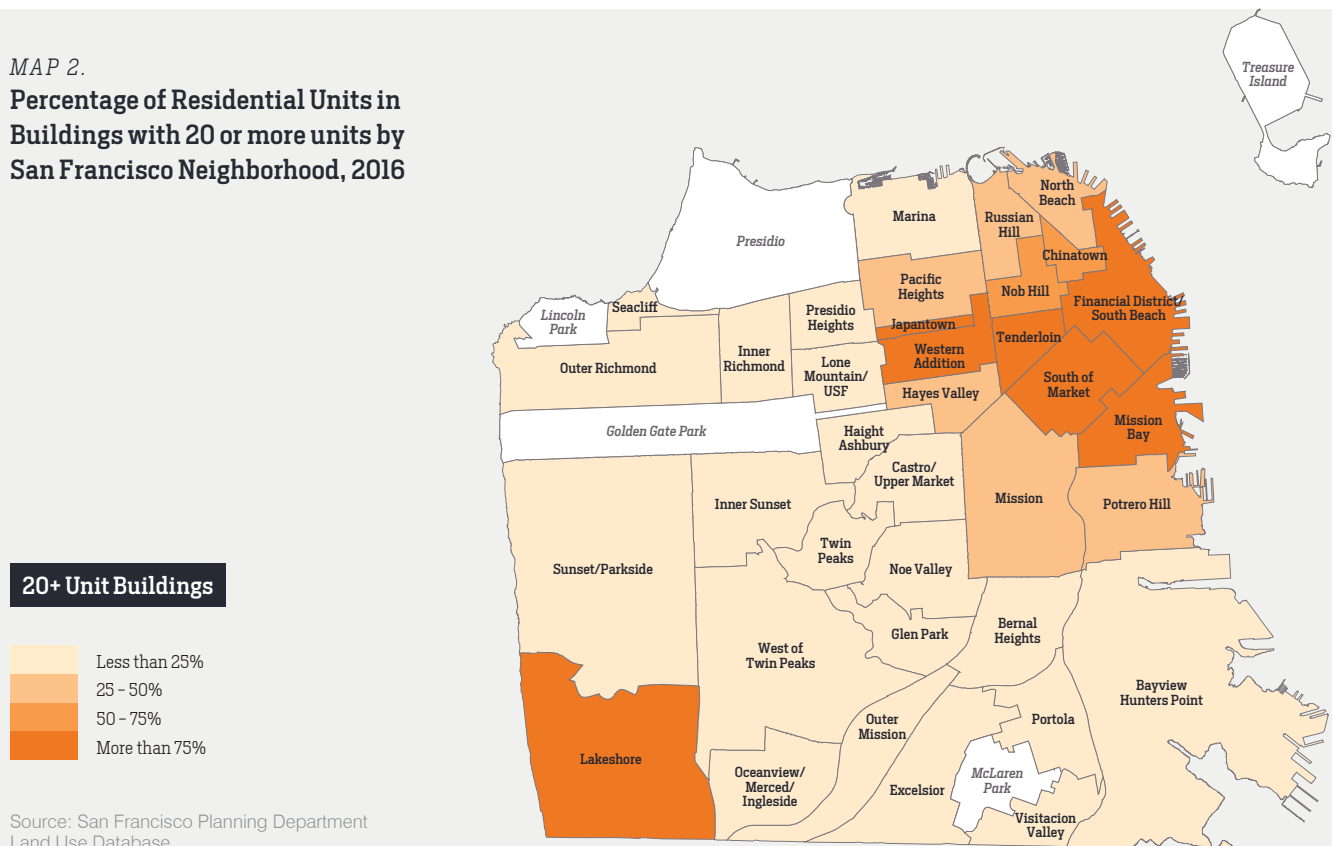 MAP 2.
Percentage of Residential Units in
Buildings with 20 or more units by
San Francisco Neighborhood, 2016
Treasure
Island
Presidio
Marina
Russian
Hill
North
Beach
Chinatown
Pacific
Heights
Nob Hill
Financial District/
South Beach
Seacliff
Lincoln
Park
Presidio
Heights
Japantown
Tenderloin
Outer Richmond
Inner
Richmond
Lone
Mountain/
USF
Western
Addition
South of
Market
Hayes Valley
Mission
Bay
Golden Gate Park
Haight
Ashbury
Castro/
Upper Market
Inner Sunset
Mission
Potrero Hill
Sunset/Parkside
Twin
Peaks
Noe Valley
Glen Park
Bernal
Heights
West of
Twin Peaks
Bayview
Hunters Point
Outer
Mission
Portola
Lakeshore
Oceanview/
Merced/
Ingleside
Excelsior
McLaren
Park
Visitacion
Valley
20+ Unit Buildings
Less than 25%
25 – 50%
50 – 75%
More than 75%
Source: San Francisco Planning Department
Land Use Database